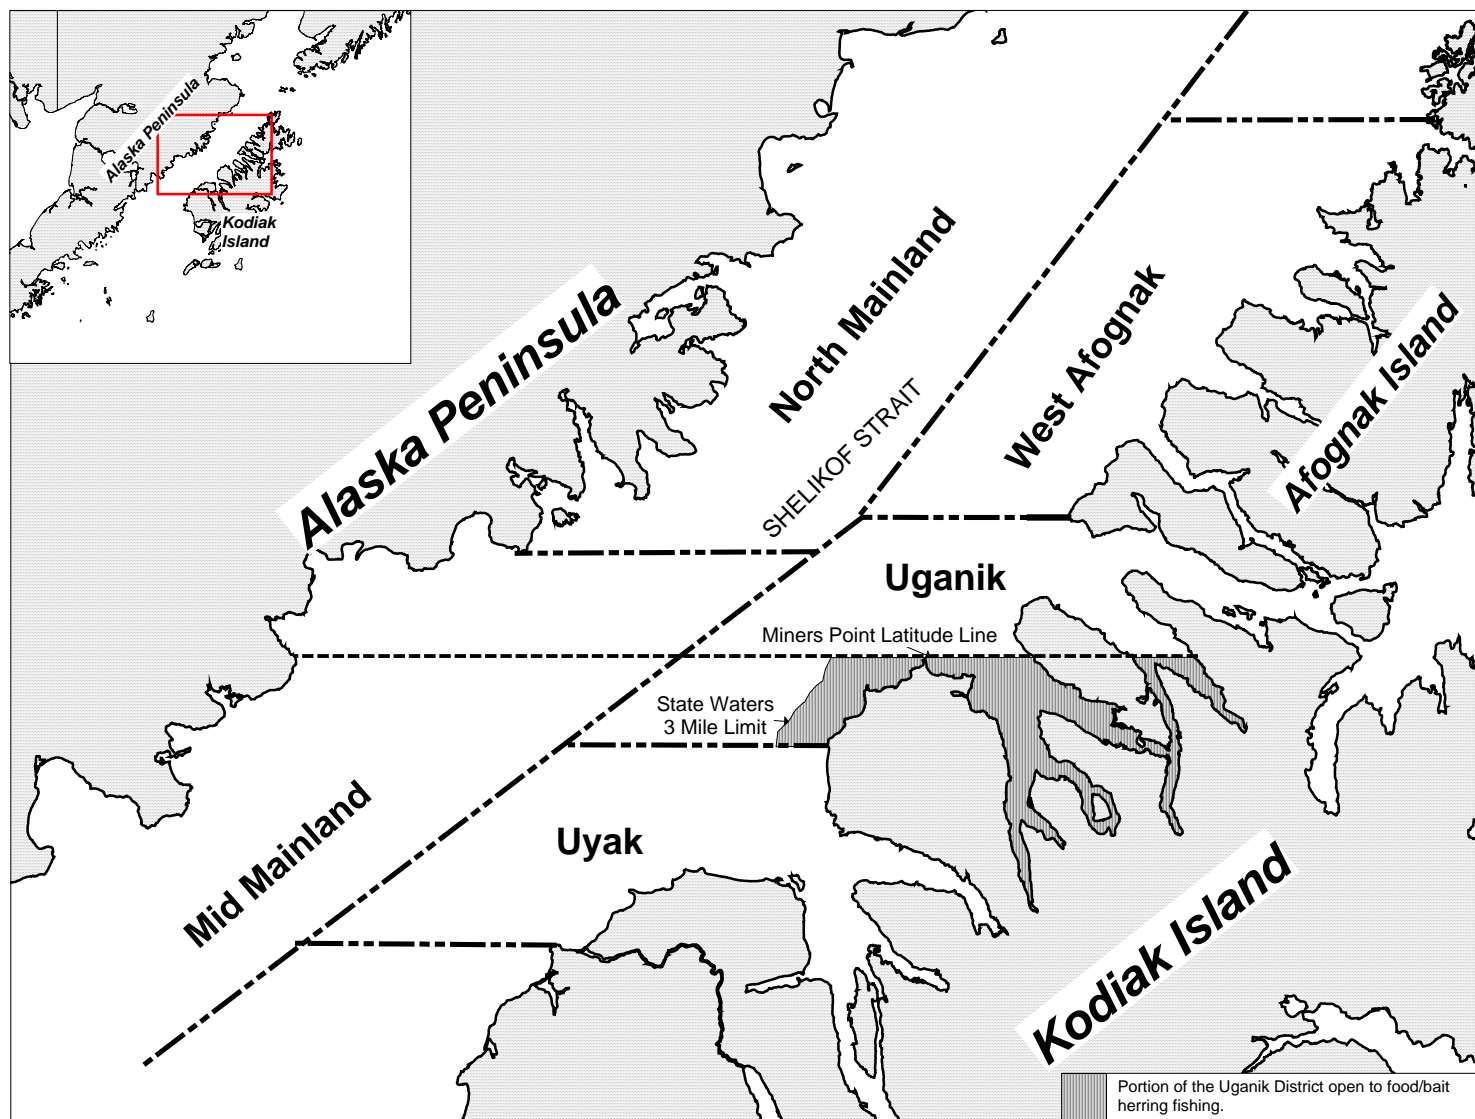 Alaska Peninsula
Kodiak
Island
Alaska Peninsula
North Mainland
West Afognak
Afognak Island
SHELIKOF STRAIT
Uganik
Miners Point Latitude Line
State Waters
3 Mile Limit
Mid Mainland
Uyak
Kodiak Island
Portion of the Uganik District open to food/bait
herring fishing.